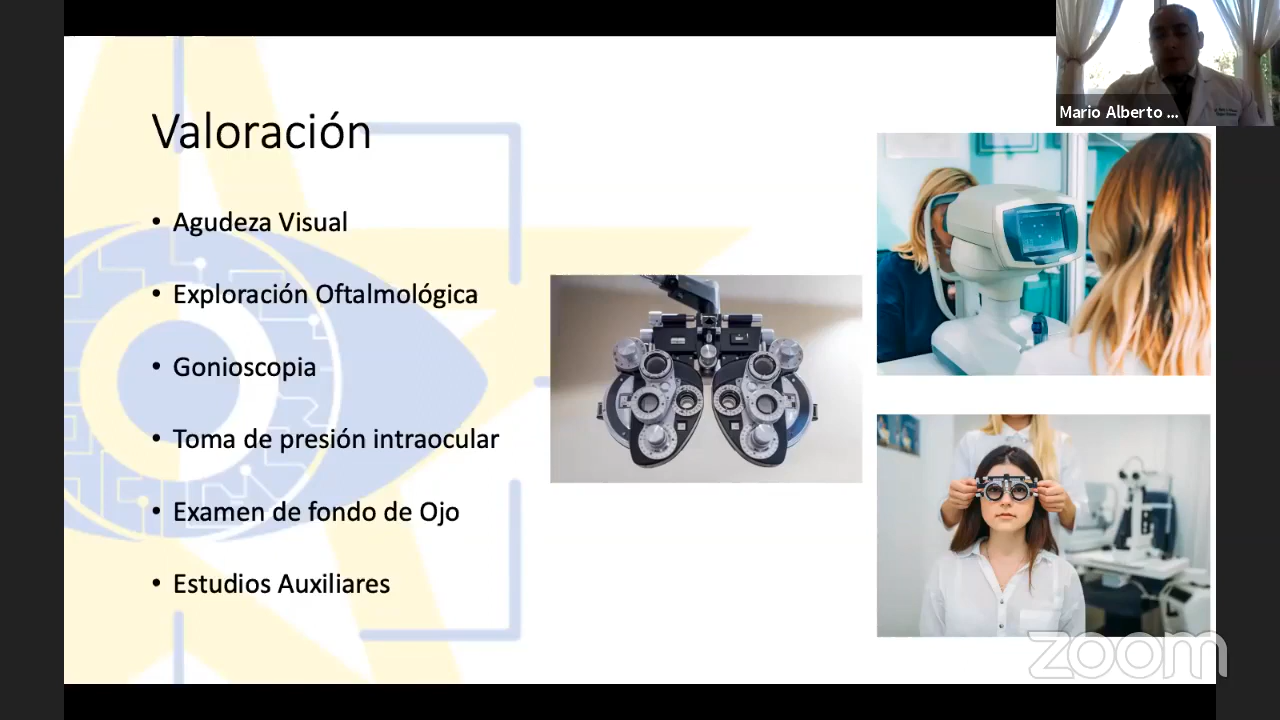 Mario Alberto ...
Valoración
• Agudeza Visual
• Exploración Oftalmológica
• Gonioscopia
• Toma de presión intraocular
• Examen de fondo de Ojo
• Estudios Auxiliares
zoom